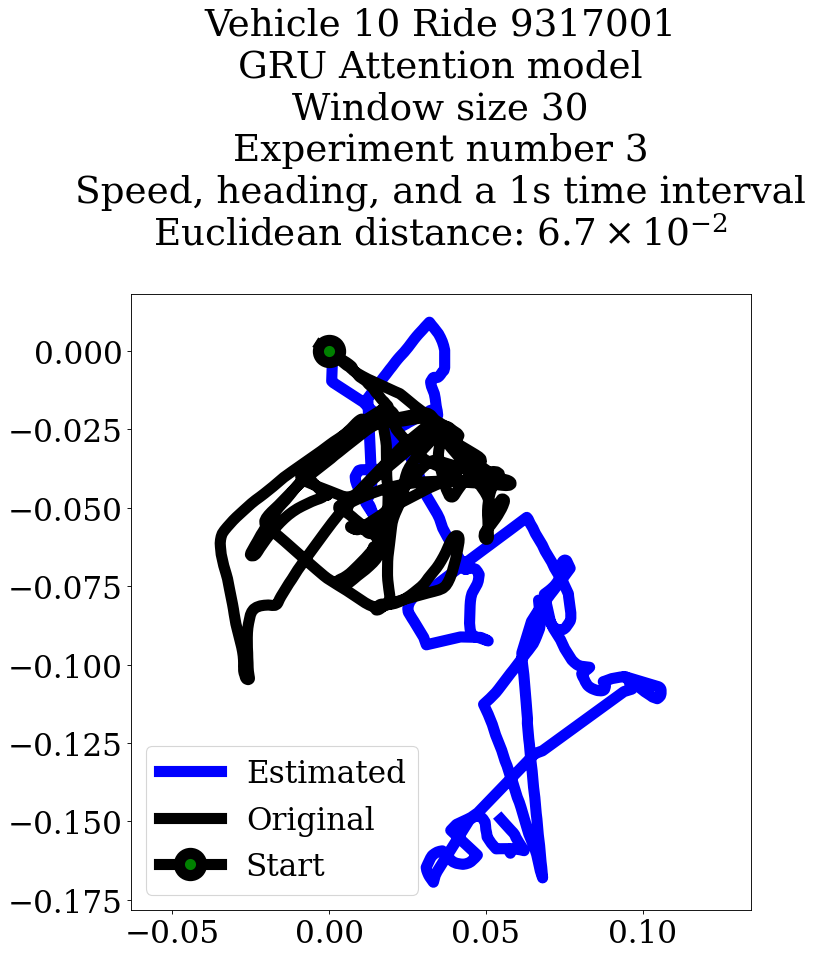 Vehicle 10 Ride 9317001
GRU Attention model
Window size 30
Experiment number 3
Speed, heading, and a 1s time interval
Euclidean distance: 6.7 × 10⁻²
0.000
−0.025
−0.050
−0.075
−0.100
−0.125
−0.150
−0.175
Estimated
Original
Start
−0.05 0.00 0.05 0.10